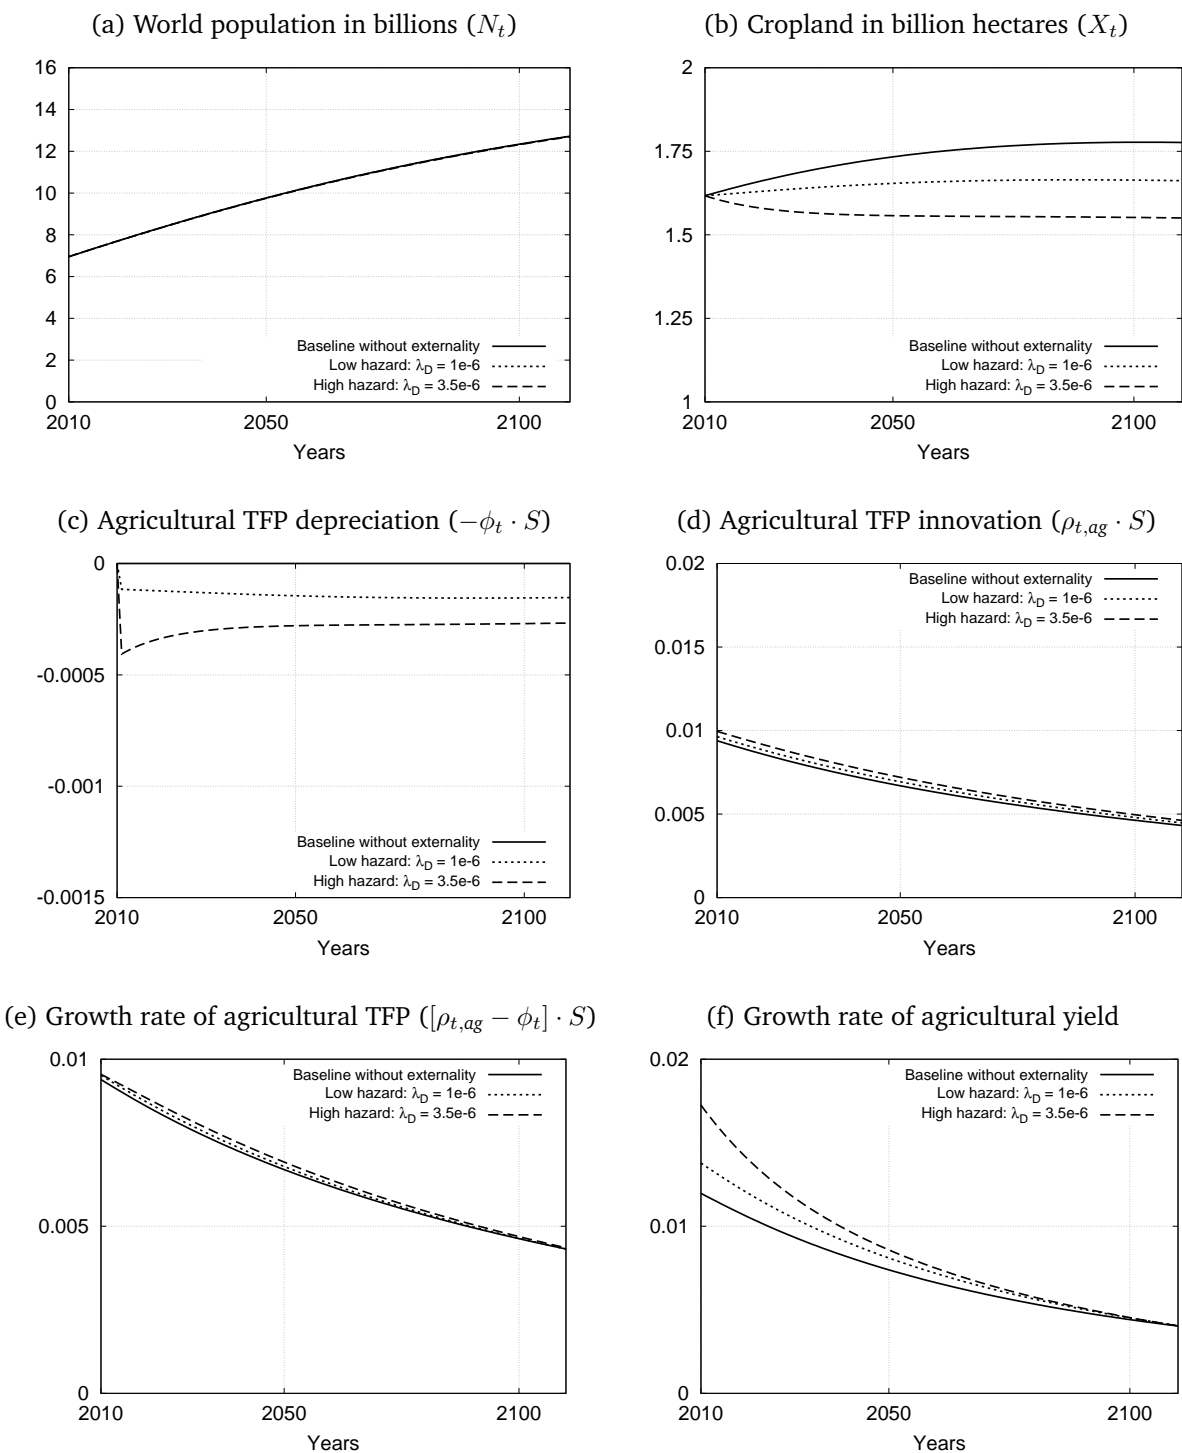 (a) World population in billions (N_t)
16
14
12
10
8
6
4
2
0
Baseline without externality
Low hazard: λ_D = 1e-6
High hazard: λ_D = 3.5e-6
2010 2050 2100
Years
(b) Cropland in billion hectares (X_t)
2
1.75
1.5
1.25
1
Baseline without externality
Low hazard: λ_D = 1e-6
High hazard: λ_D = 3.5e-6
2010 2050 2100
Years
(c) Agricultural TFP depreciation (−ϕ_t · S)
0
-0.0005
-0.001
-0.0015
Baseline without externality
Low hazard: λ_D = 1e-6
High hazard: λ_D = 3.5e-6
2010 2050 2100
Years
(d) Agricultural TFP innovation (ρ_{t,ag} · S)
0.02
0.015
0.01
0.005
0
Baseline without externality
Low hazard: λ_D = 1e-6
High hazard: λ_D = 3.5e-6
2010 2050 2100
Years
(e) Growth rate of agricultural TFP ([ρ_{t,ag} − ϕ_t] · S)
0.01
0.005
0
Baseline without externality
Low hazard: λ_D = 1e-6
High hazard: λ_D = 3.5e-6
2010 2050 2100
Years
(f) Growth rate of agricultural yield
0.02
0.01
0
Baseline without externality
Low hazard: λ_D = 1e-6
High hazard: λ_D = 3.5e-6
2010 2050 2100
Years